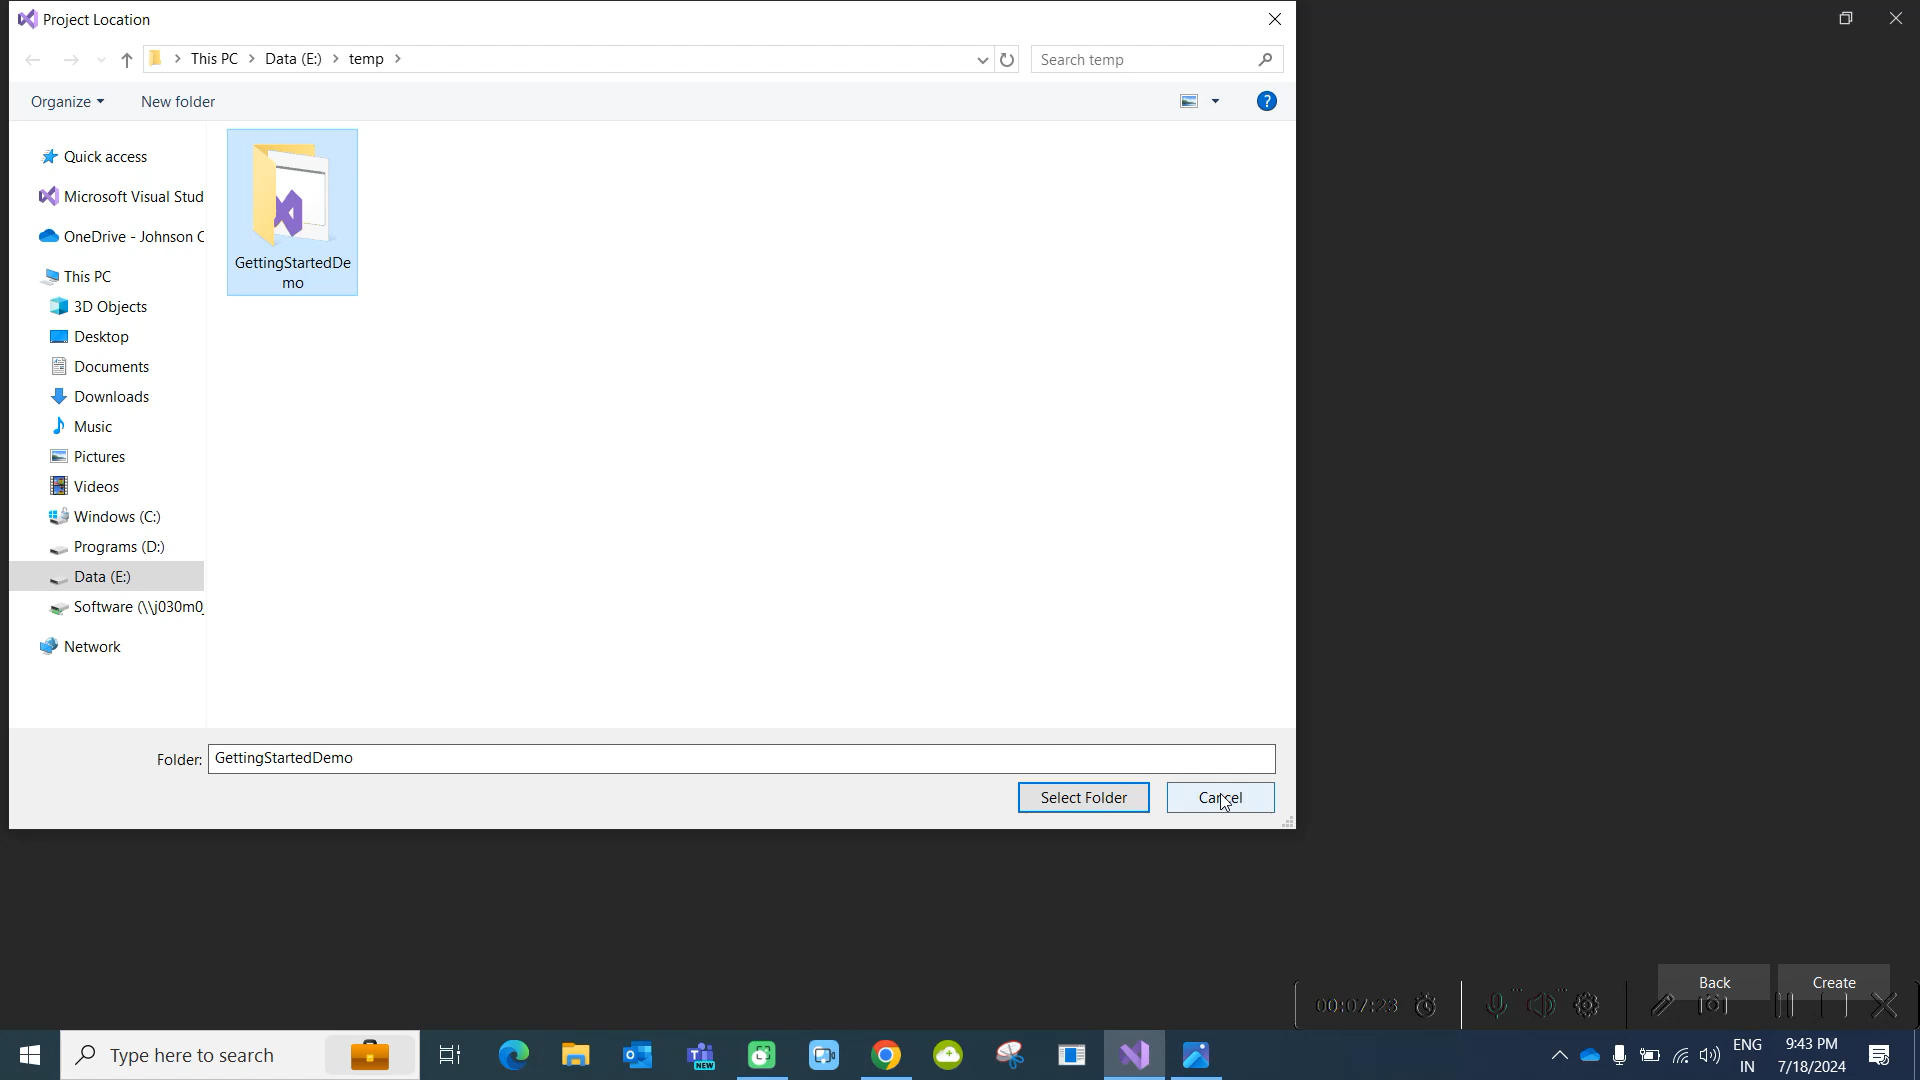 Project Location
This PC
Data (E:)
temp
Search temp
Organize
New folder
?
Quick access
Microsoft Visual Stud
OneDrive - Johnson C
This PC
3D Objects
Desktop
Documents
Downloads
Music
Pictures
Videos
Windows (C:)
Programs (D:)
Data (E:)
Software (\\j030m0_
Network
GettingStartedDe
mo
Folder:
GettingStartedDemo
Select Folder
Cancel
Back
Create
00:07:23
Type here to search
NEW
ENG
IN
9:43 PM
7/18/2024